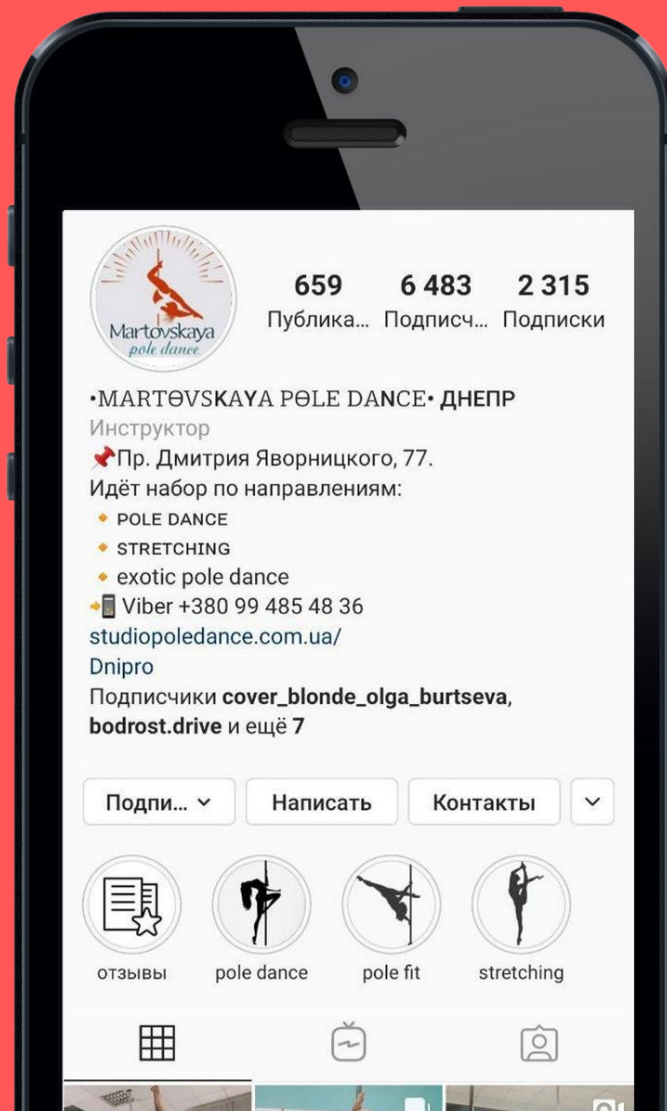 Martovskaya
pole dance
659 6 483 2 315
Публика... Подписч... Подписки
•MARTӨVSKAYA PӨLE DANCE• ДНЕПР
Инструктор
📌Пр. Дмитрия Яворницкого, 77.
Идёт набор по направлениям:
🔸 POLE DANCE
🔸 STRETCHING
🔸 exotic pole dance
📲 Viber +380 99 485 48 36
studiopoledance.com.ua/
Dnipro
Подписчики cover_blonde_olga_burtseva,
bodrost.drive и ещё 7
Подпи... Написать Контакты
отзывы pole dance pole fit stretching